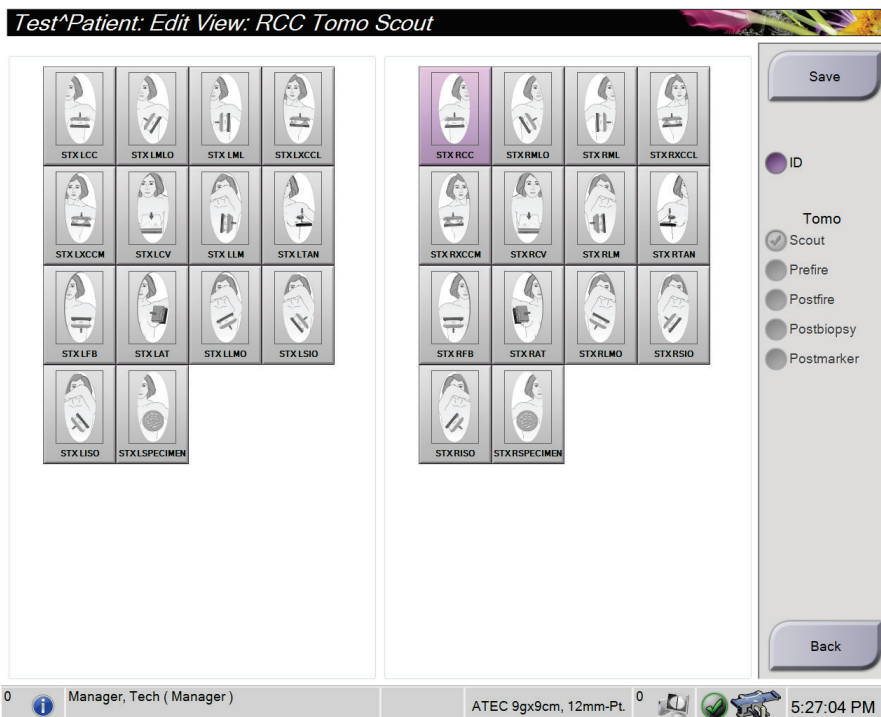 Test^Patient: Edit View: RCC Tomo Scout
STX LCC STX LMLO STX LML STX LXCCL
STX LXCCM STX LCV STX LLM STX LTAN
STX LFB STX LAT STX LLMO STX LSIO
STX LISO STX LSPECIMEN
STX RCC STX RMLO STX RML STX RXCCL
STX RXCCM STX RCV STX RLM STX RTAN
STX RFB STX RAT STX RLMO STX RSIO
STX RISO STX RSPECIMEN
Save
ID
Tomo
Scout
Prefire
Postfire
Postbiopsy
Postmarker
Back
0 Manager, Tech ( Manager ) ATEC 9gx9cm, 12mm-Pt. 0 5:27:04 PM